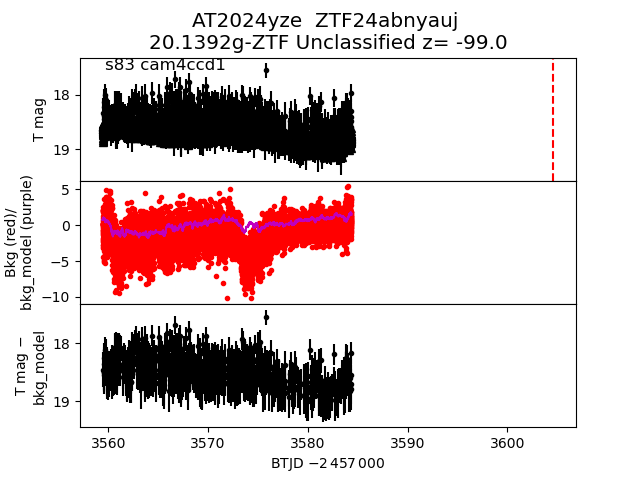 AT2024yze  ZTF24abnyauj
20.1392g-ZTF Unclassified z= -99.0
s83 cam4ccd1
T mag
18
19
Bkg (red)/
bkg_model (purple)
5
0
−5
−10
T mag −
bkg_model
18
19
3560
3570
3580
3590
3600
BTJD −2 457 000